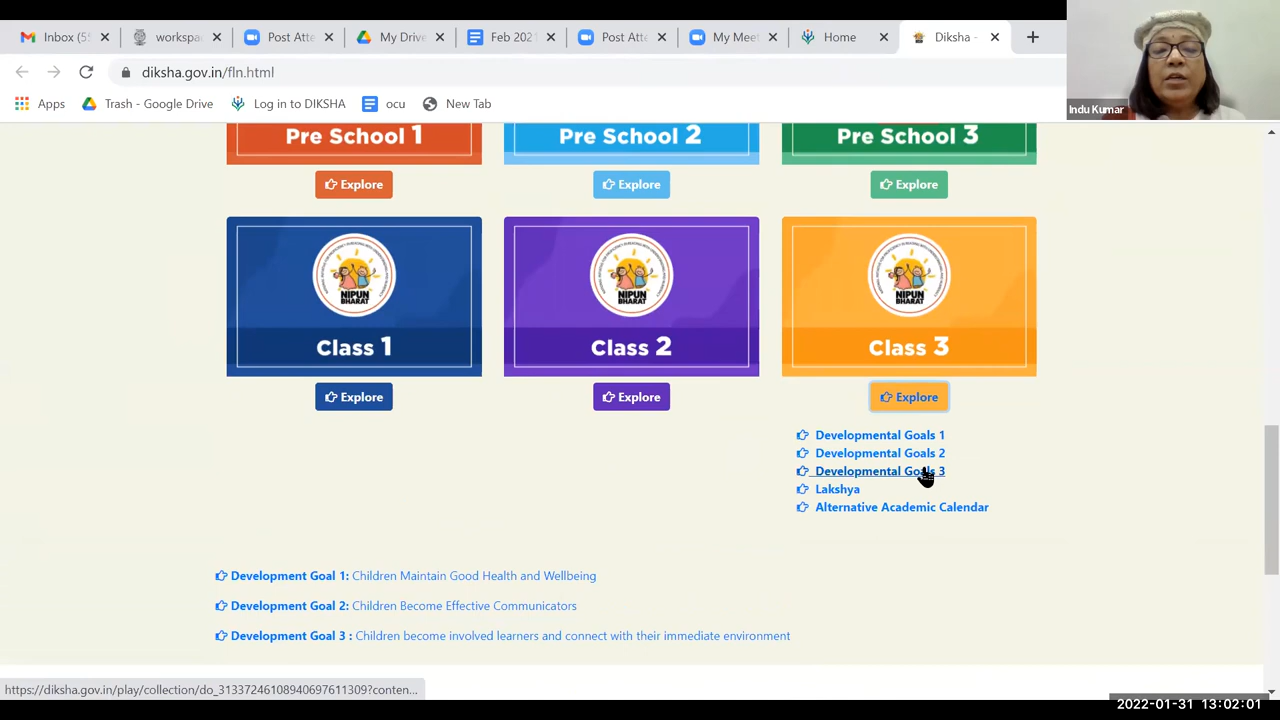 Inbox (55
workspa
Post Atte
My Drive
Feb 2021
Post Atte
My Meet
Home
Diksha -
diksha.gov.in/fln.html
Apps
Trash - Google Drive
Log in to DIKSHA
ocu
New Tab
Indu Kumar
Pre School 1
Pre School 2
Pre School 3
Explore
Explore
Explore
NIPUN
BHARAT
NIPUN
BHARAT
NIPUN
BHARAT
Class 1
Class 2
Class 3
Explore
Explore
Explore
Developmental Goals 1
Developmental Goals 2
Developmental Goals 3
Lakshya
Alternative Academic Calendar
Development Goal 1: Children Maintain Good Health and Wellbeing
Development Goal 2: Children Become Effective Communicators
Development Goal 3 : Children become involved learners and connect with their immediate environment
https://diksha.gov.in/play/collection/do_31337246108940697611309?conten...
2022-01-31 13:02:01